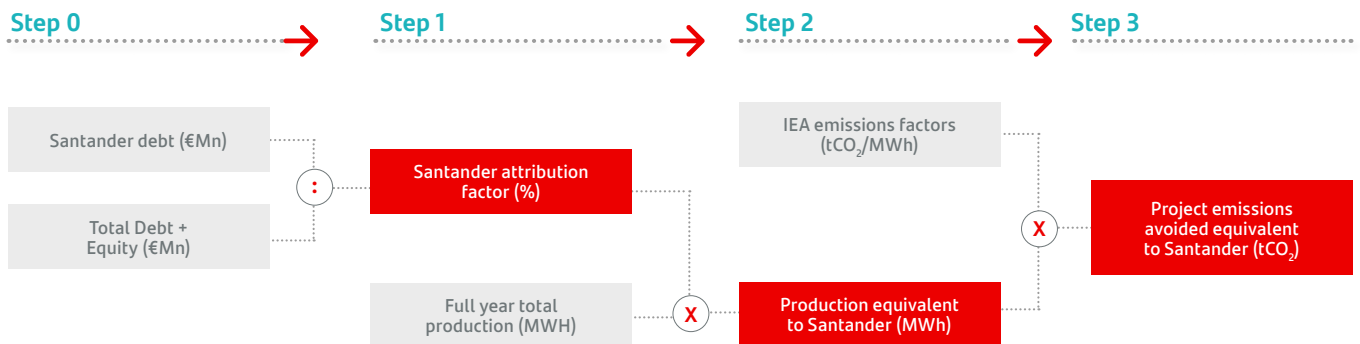 Step 0
Step 1
Step 2
Step 3
Santander debt (€Mn)
:
Total Debt +
Equity (€Mn)
Santander attribution
factor (%)
Full year total
production (MWH)
X
IEA emissions factors
(tCO₂/MWh)
Production equivalent
to Santander (MWh)
X
Project emissions
avoided equivalent
to Santander (tCO₂)